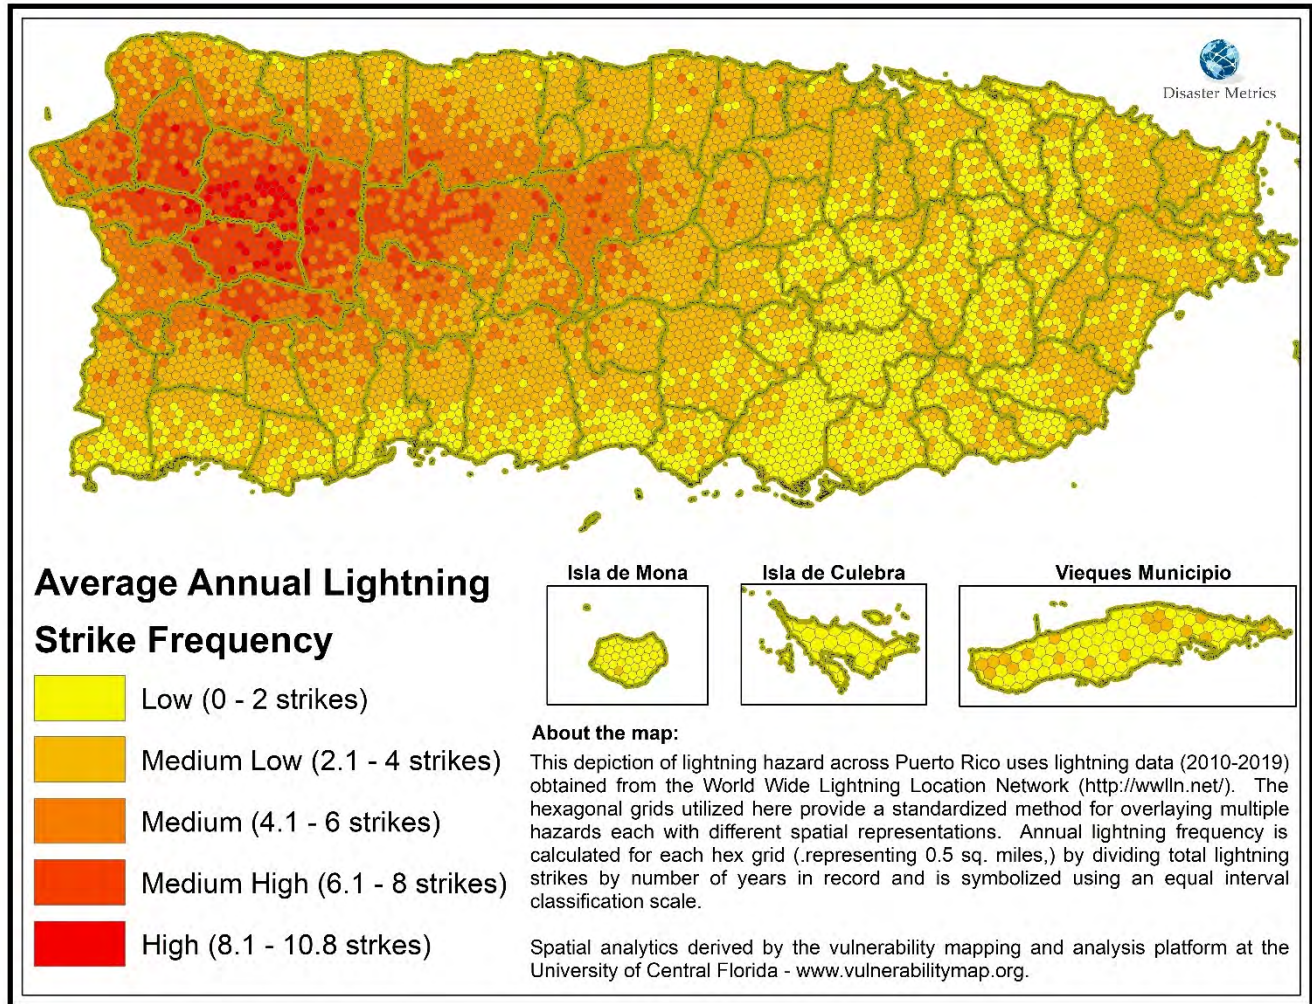 Disaster Metrics
Average Annual Lightning
Strike Frequency
Low (0 - 2 strikes)
Medium Low (2.1 - 4 strikes)
Medium (4.1 - 6 strikes)
Medium High (6.1 - 8 strikes)
High (8.1 - 10.8 strkes)
Isla de Mona
Isla de Culebra
Vieques Municipio
About the map:
This depiction of lightning hazard across Puerto Rico uses lightning data (2010-2019)
obtained from the World Wide Lightning Location Network (http://wwlln.net/). The
hexagonal grids utilized here provide a standardized method for overlaying multiple
hazards each with different spatial representations. Annual lightning frequency is
calculated for each hex grid (.representing 0.5 sq. miles,) by dividing total lightning
strikes by number of years in record and is symbolized using an equal interval
classification scale.
Spatial analytics derived by the vulnerability mapping and analysis platform at the
University of Central Florida - www.vulnerabilitymap.org.